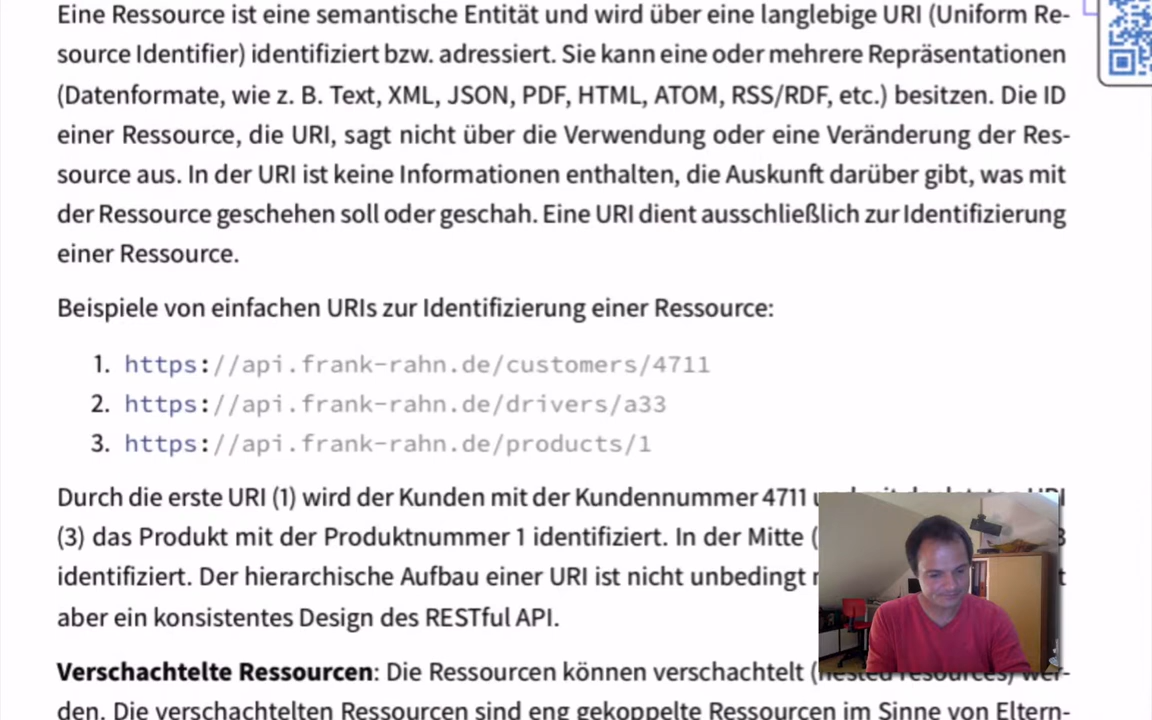 Eine Ressource ist eine semantische Entität und wird über eine langlebige URI (Uniform Re-
source Identifier) identifiziert bzw. adressiert. Sie kann eine oder mehrere Repräsentationen
(Datenformate, wie z. B. Text, XML, JSON, PDF, HTML, ATOM, RSS/RDF, etc.) besitzen. Die ID
einer Ressource, die URI, sagt nicht über die Verwendung oder eine Veränderung der Res-
source aus. In der URI ist keine Informationen enthalten, die Auskunft darüber gibt, was mit
der Ressource geschehen soll oder geschah. Eine URI dient ausschließlich zur Identifizierung
einer Ressource.
Beispiele von einfachen URIs zur Identifizierung einer Ressource:
1. https://api.frank-rahn.de/customers/4711
2. https://api.frank-rahn.de/drivers/a33
3. https://api.frank-rahn.de/products/1
Durch die erste URI (1) wird der Kunden mit der Kundennummer 4711
(3) das Produkt mit der Produktnummer 1 identifiziert. In der Mitte (
identifiziert. Der hierarchische Aufbau einer URI ist nicht unbedingt
aber ein konsistentes Design des RESTful API.
Verschachtelte Ressourcen: Die Ressourcen können verschachtelt (nested resources) wer-
den. Die verschachtelten Ressourcen sind eng gekoppelte Ressourcen im Sinne von Eltern-